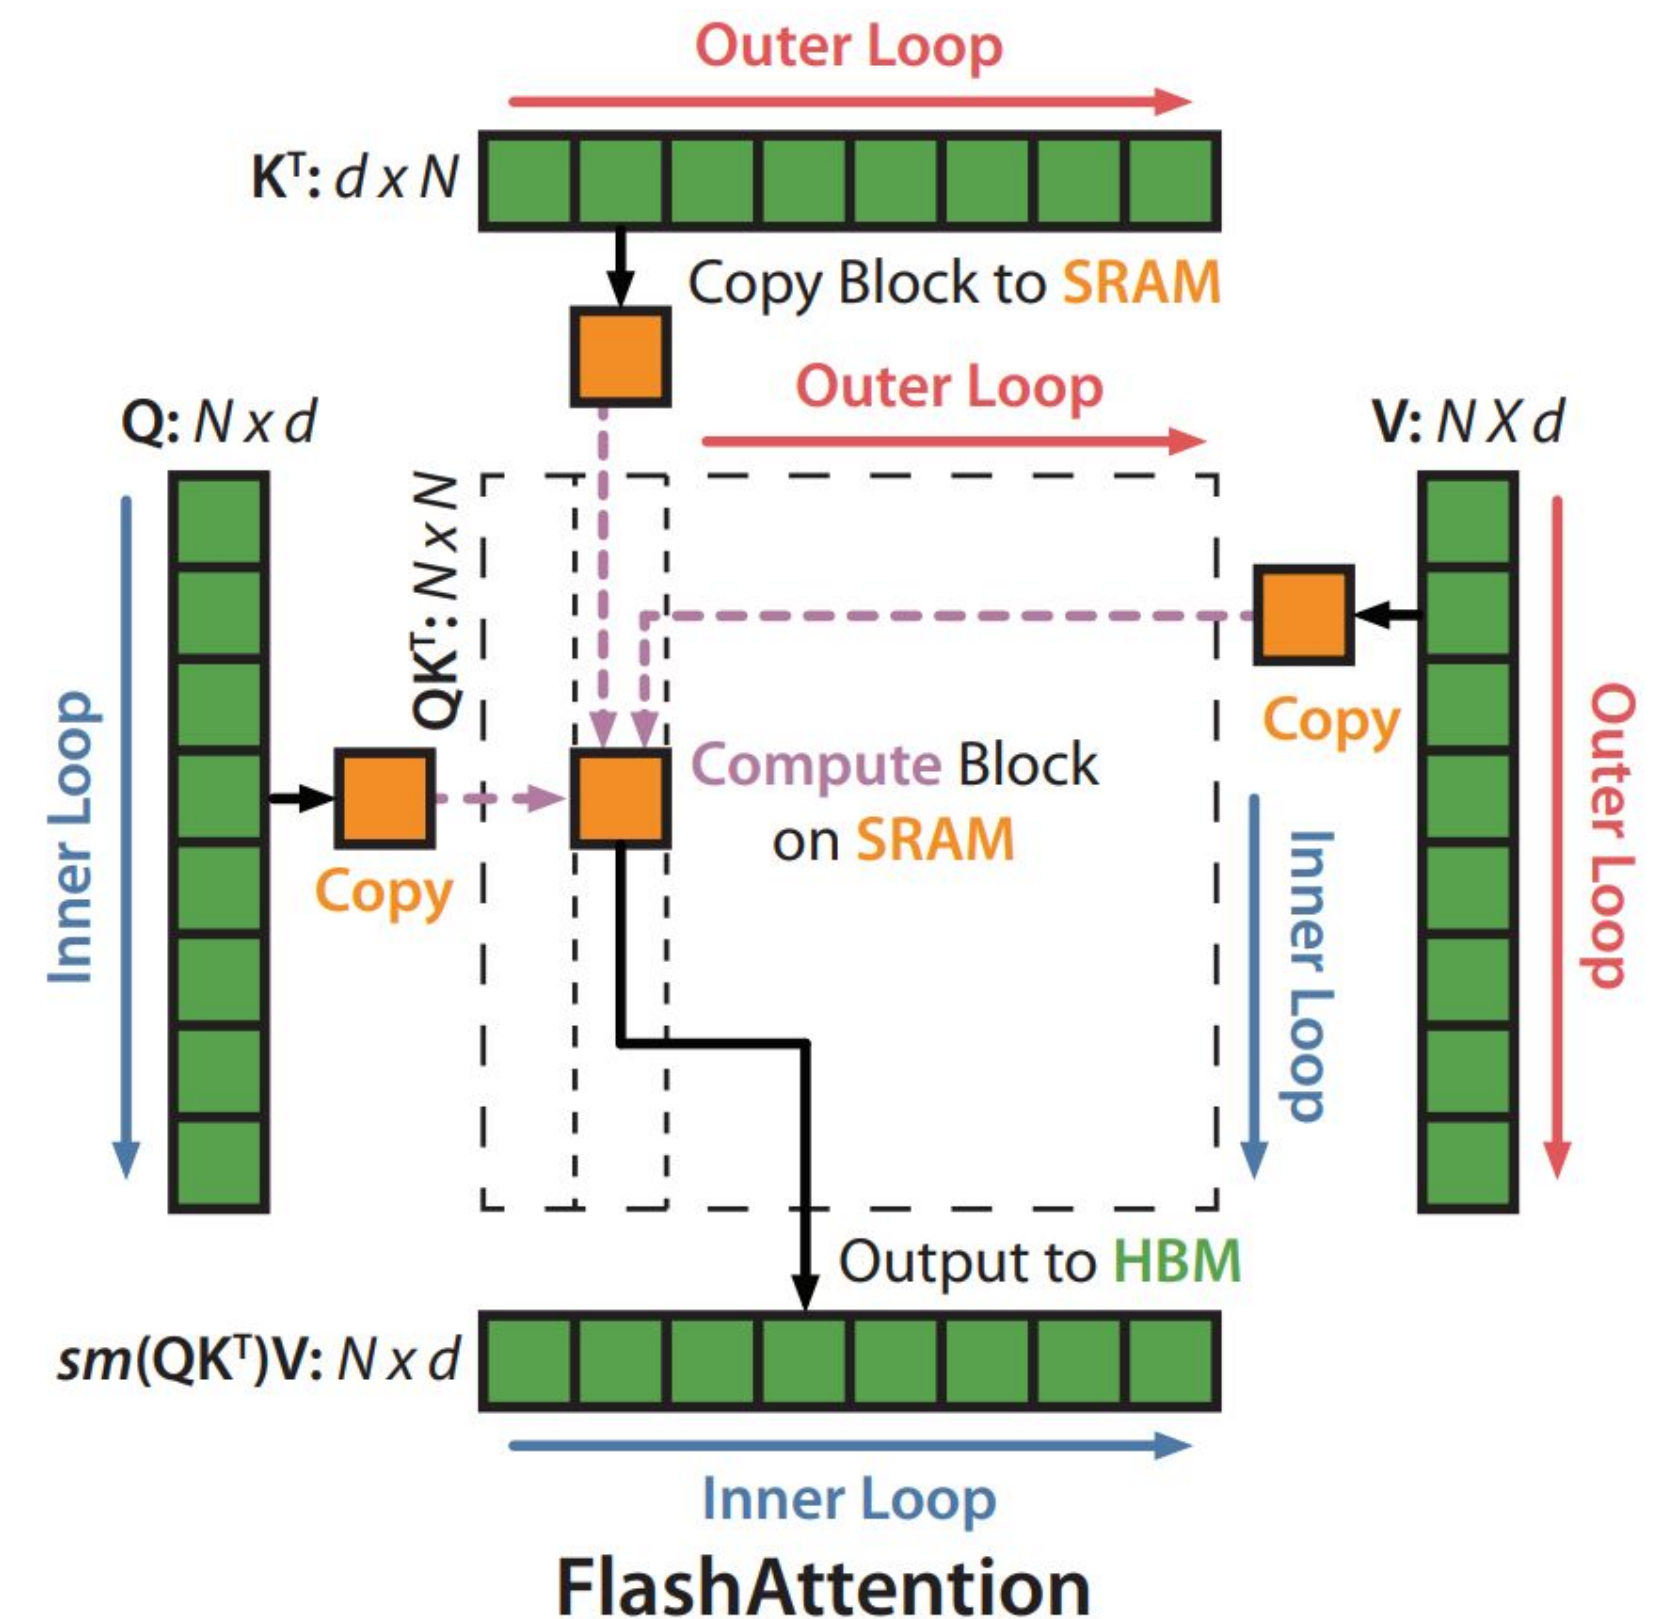 Outer Loop
Kᵀ: d x N
Copy Block to SRAM
Outer Loop
Q: N x d
V: N X d
QKᵀ: N x N
Inner Loop
Copy
Compute Block
on SRAM
Copy
Inner Loop
Outer Loop
Output to HBM
sm(QKᵀ)V: N x d
Inner Loop
FlashAttention